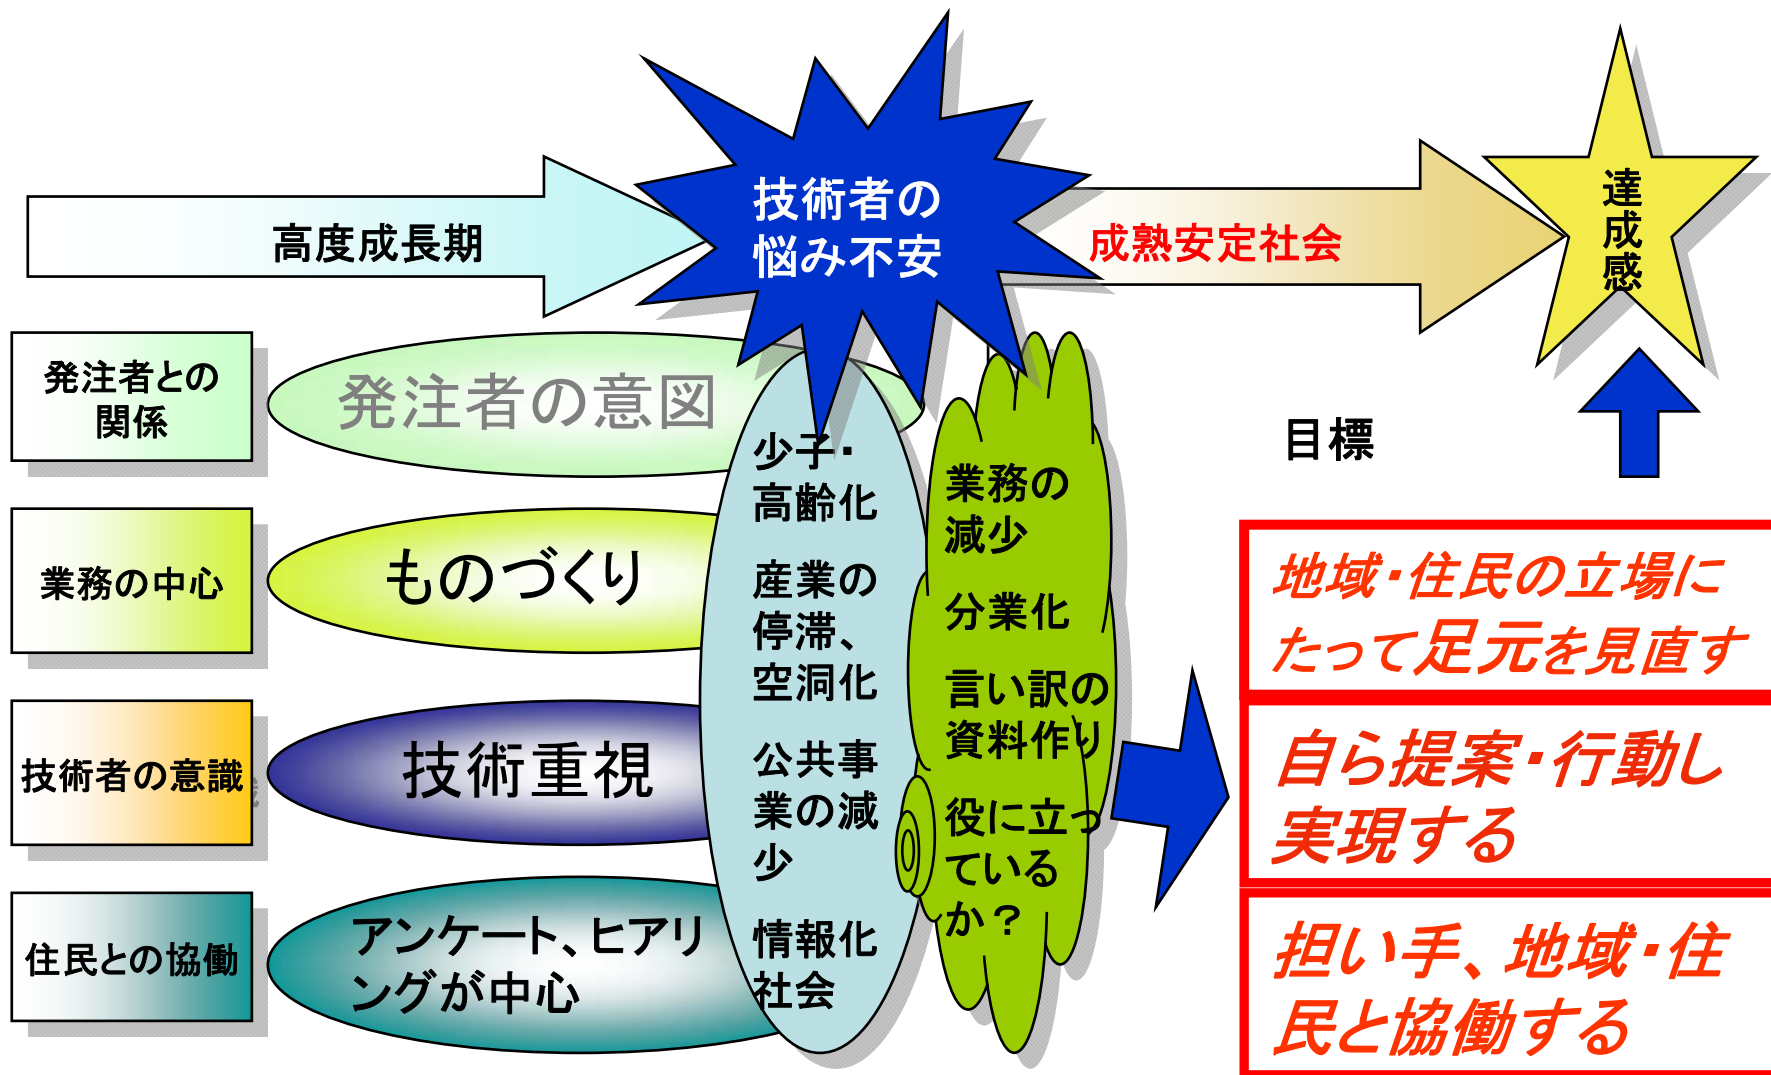 高度成長期
技術者の
悩み不安
成熟安定社会
達成感
発注者との
関係
発注者の意図
業務の中心
ものづくり
技術者の意識
技術重視
住民との協働
アンケート、ヒアリ
ングが中心
少子・
高齢化
産業の
停滞、
空洞化
公共事
業の減
少
情報化
社会
業務の
減少
分業化
言い訳の
資料作り
役に立っ
ている
か？
目標
地域・住民の立場に
たって足元を見直す
自ら提案・行動し
実現する
担い手、地域・住
民と協働する